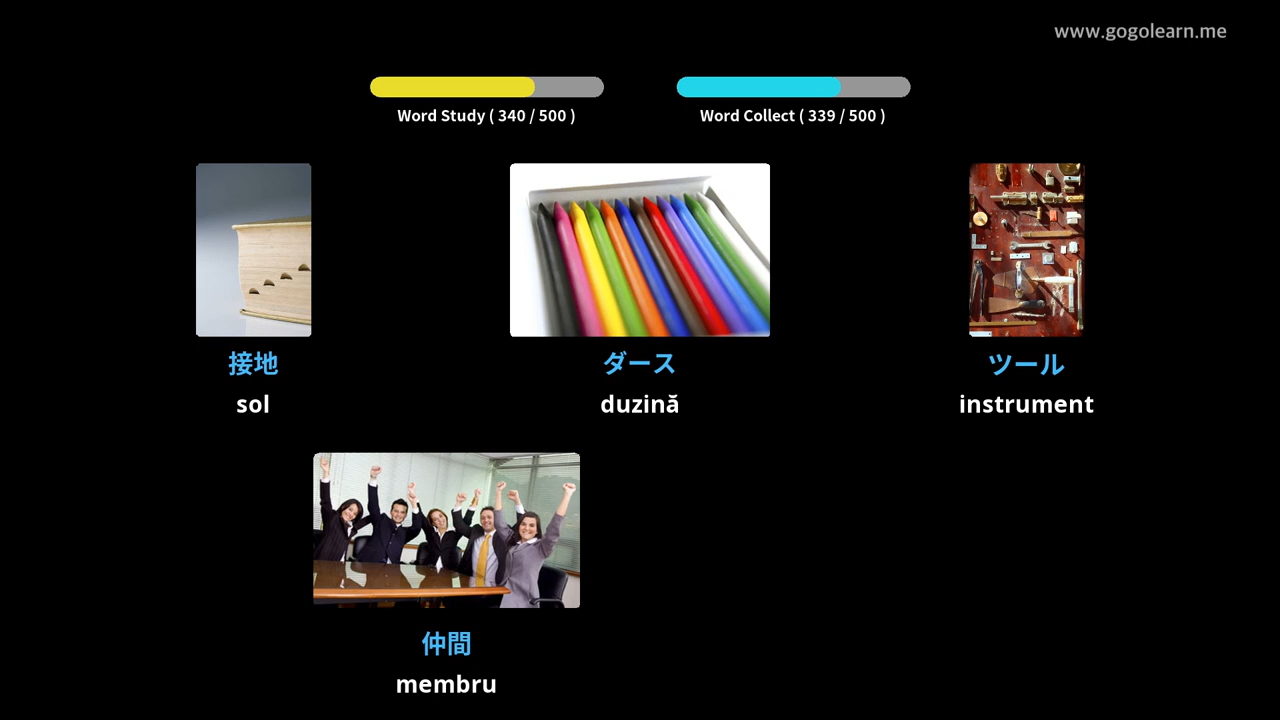 www.gogolearn.me
Word Study ( 340 / 500 )
Word Collect ( 339 / 500 )
接地
sol
ダース
duzină
ツール
instrument
仲間
membru